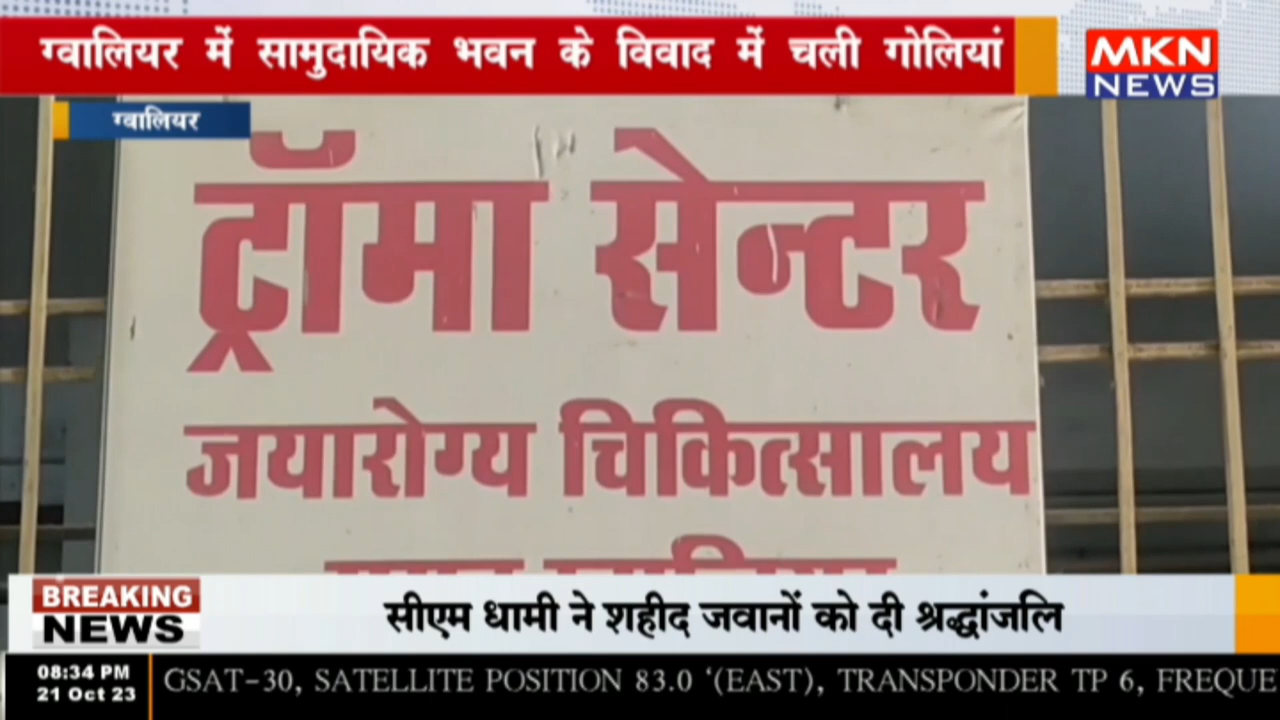 ग्वालियर में सामुदायिक भवन के विवाद में चली गोलियां
MKN
NEWS
ग्वालियर
ट्रॉमा सेन्टर
जयारोग्य चिकित्सालय
BREAKING
NEWS
सीएम धामी ने शहीद जवानों को दी श्रद्धांजलि
08:34 PM
21 Oct 23
GSAT-30, SATELLITE POSITION 83.0 ‘(EAST), TRANSPONDER TP 6, FREQUE